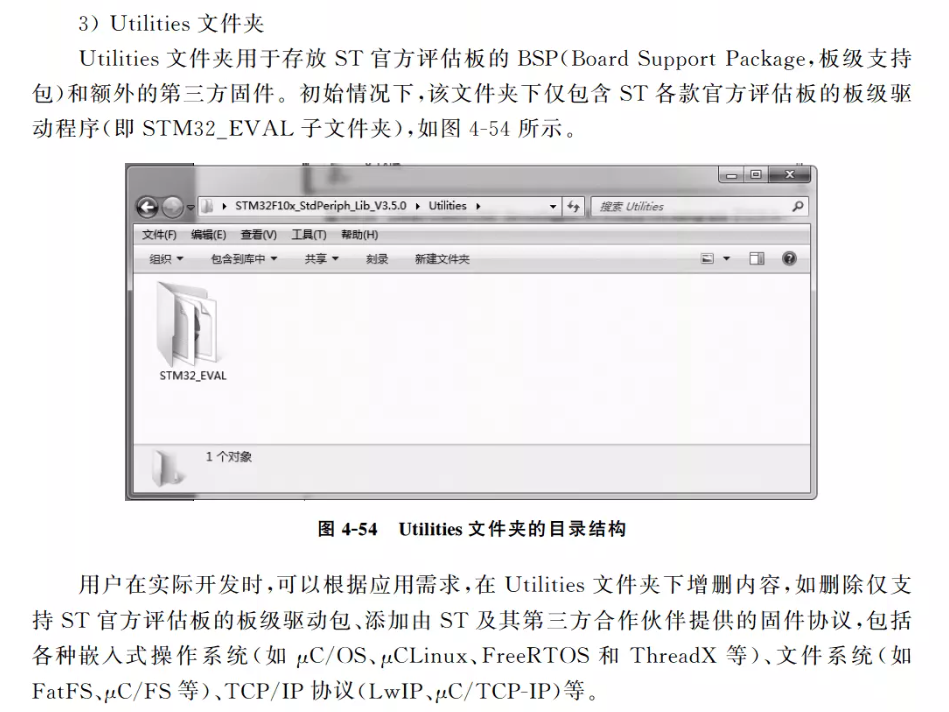 3) Utilities 文件夹
Utilities 文件夹用于存放 ST 官方评估板的 BSP(Board Support Package,板级支持
包)和额外的第三方固件。初始情况下,该文件夹下仅包含 ST 各款官方评估板的板级驱
动程序(即 STM32_EVAL 子文件夹),如图 4-54 所示。
STM32F10x_StdPeriph_Lib_V3.5.0 Utilities 搜索 Utilities
文件(F) 编辑(E) 查看(V) 工具(T) 帮助(H)
组织 包含到库中 共享 刻录 新建文件夹
STM32_EVAL
1 个对象
图 4-54 Utilities 文件夹的目录结构
用户在实际开发时,可以根据应用需求,在 Utilities 文件夹下增删内容,如删除仅支
持 ST 官方评估板的板级驱动包、添加由 ST 及其第三方合作伙伴提供的固件协议,包括
各种嵌入式操作系统(如 μC/OS、μCLinux、FreeRTOS 和 ThreadX 等)、文件系统(如
FatFS、μC/FS 等)、TCP/IP 协议(LwIP、μC/TCP-IP)等。